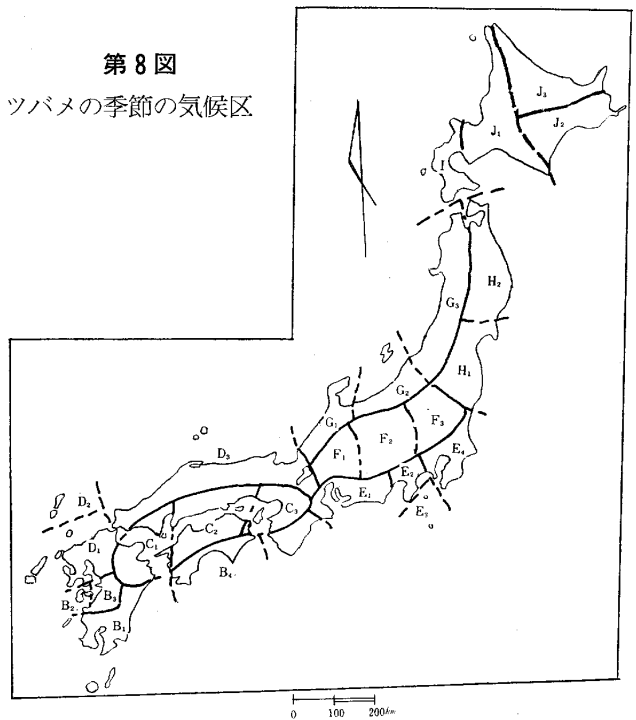 第8図
ツバメの季節の気候区
J₃
J₁
J₂
I
H₂
G₃
H₁
G₂
G₁
F₃
F₂
F₁
E₄
D₃
E₂
E₁
C₃
E₃
D₂
C₂
C₁
D₁
B₄
B₃
B₂
B₁
0 100 200km